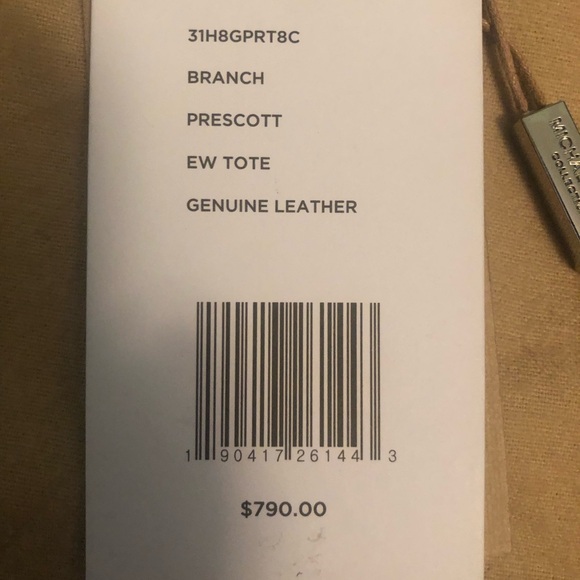 31H8GPRT8C
BRANCH
PRESCOTT
EW TOTE
GENUINE LEATHER
1 90417 26144 3
$790.00